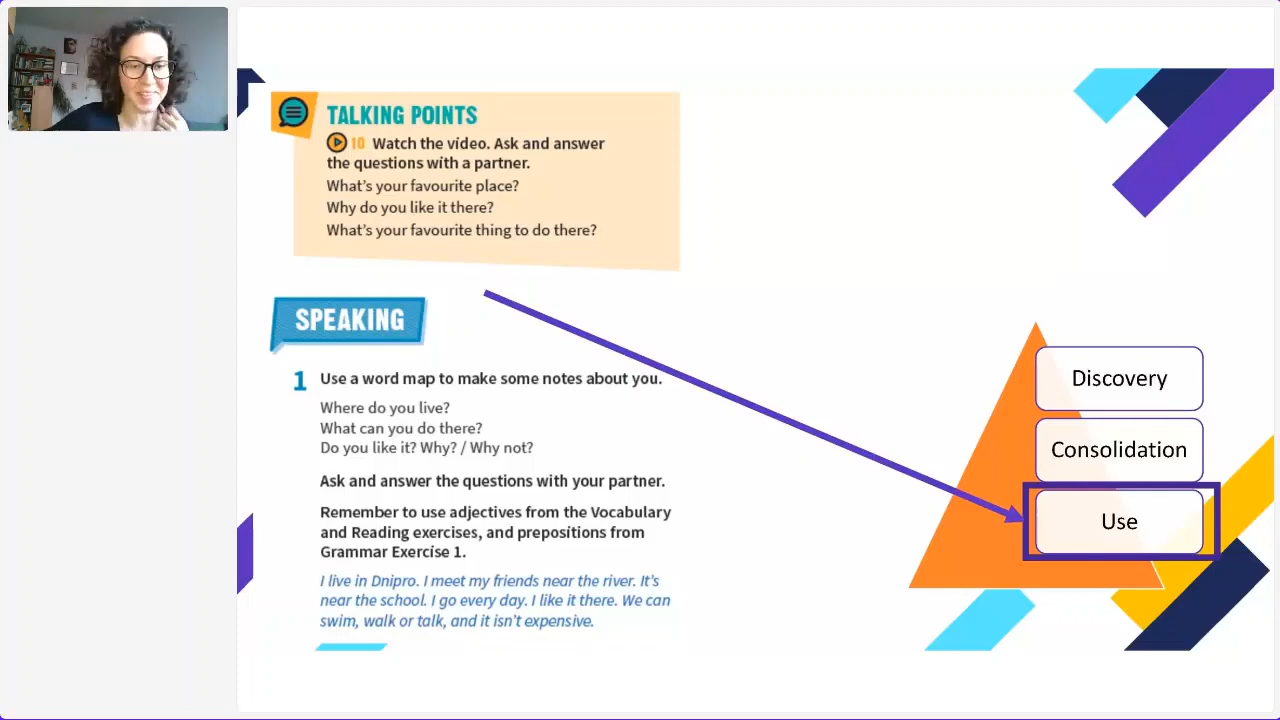 TALKING POINTS
10 Watch the video. Ask and answer
the questions with a partner.
What's your favourite place?
Why do you like it there?
What's your favourite thing to do there?
SPEAKING
1 Use a word map to make some notes about you.
Where do you live?
What can you do there?
Do you like it? Why? / Why not?
Ask and answer the questions with your partner.
Remember to use adjectives from the Vocabulary
and Reading exercises, and prepositions from
Grammar Exercise 1.
I live in Dnipro. I meet my friends near the river. It's
near the school. I go every day. I like it there. We can
swim, walk or talk, and it isn't expensive.
Discovery
Consolidation
Use